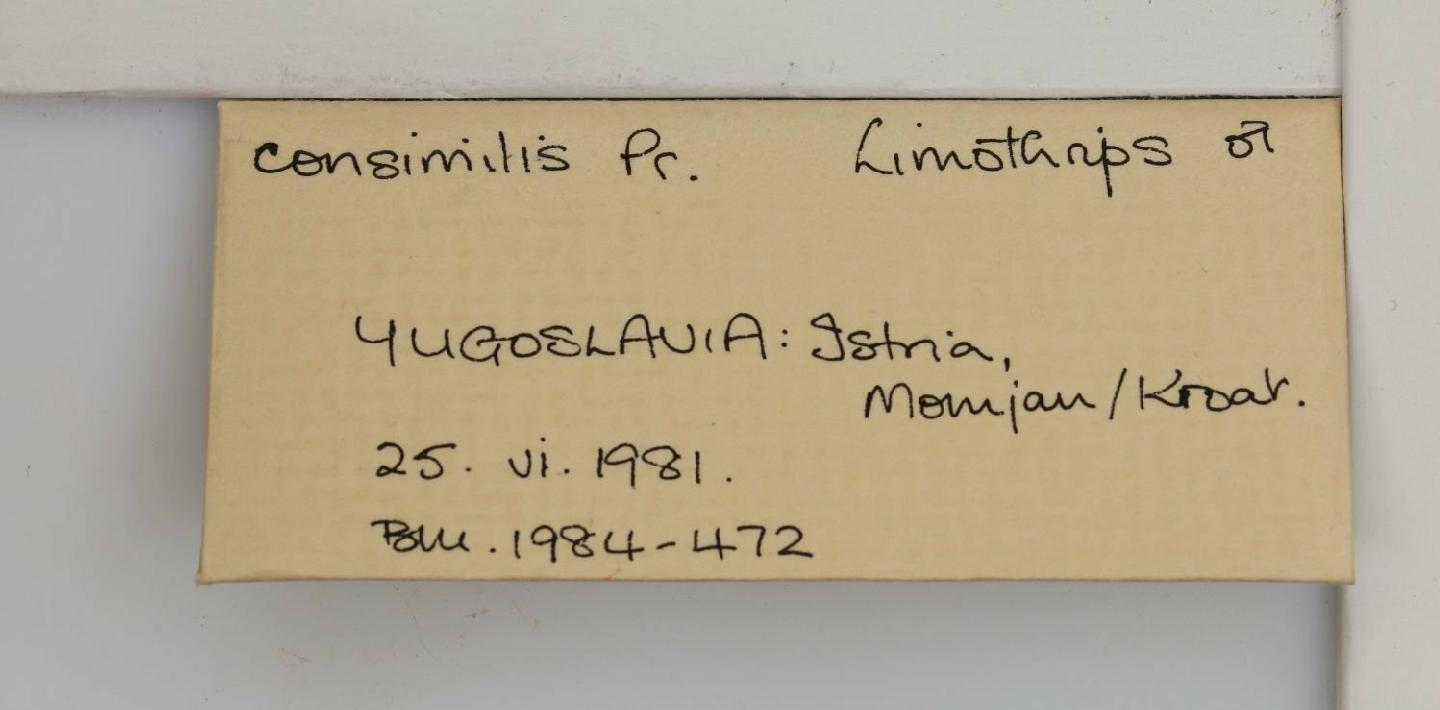 consimilis Pr. Limothrips ♂
YUGOSLAVIA: Istria,
Momjan/Kroat.
25. vi. 1981.
BM. 1984-472